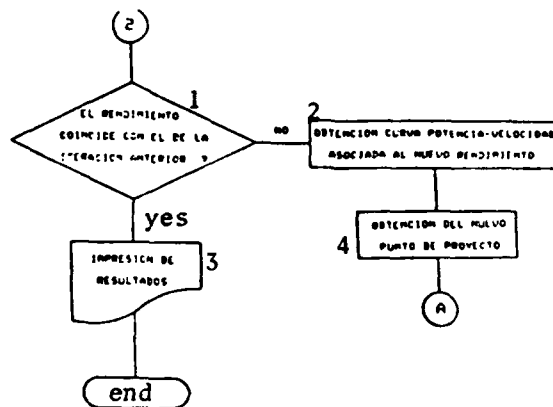 2
1
EL RENDIMIENTO
COINCIDE CON EL DE LA
ITERACION ANTERIOR ?
NO
2
OBTENCION CURVA POTENCIA-VELOCIDAD
ASOCIADA AL NUEVO RENDIMIENTO
yes
IMPRESION DE
RESULTADOS
3
4
OBTENCION DEL NUEVO
PUNTO DE PROYECTO
A
end